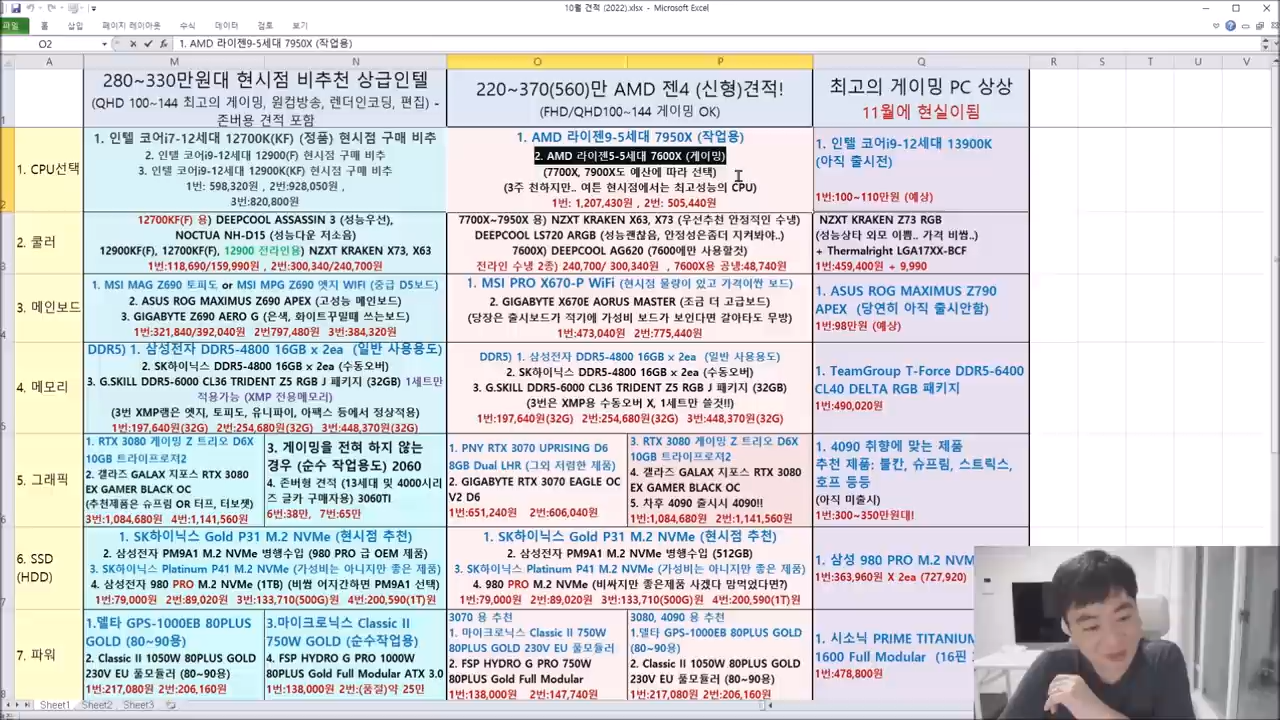 10월 견적 (2022).xlsx - Microsoft Excel
파일 홈 삽입 페이지 레이아웃 수식 데이터 검토 보기
O2 1. AMD 라이젠9-5세대 7950X (작업용)
A M N O P Q R S T U V
1
280~330만원대 현시점 비추천 상급인텔
(QHD 100~144 최고의 게이밍, 원컴방송, 렌더인코딩, 편집) -
존버용 견적 포함
220~370(560)만 AMD 젠4 (신형)견적!
(FHD/QHD100~144 게이밍 OK)
최고의 게이밍 PC 상상
11월에 현실이됨
2
1. CPU선택
1. 인텔 코어i7-12세대 12700K(KF) (정품) 현시점 구매 비추
2. 인텔 코어i9-12세대 12900(F) 현시점 구매 비추
3. 인텔 코어i9-12세대 12900K(KF) 현시점 구매 비추
1번: 598,320원 , 2번:928,050원 ,
3번:820,800원
1. AMD 라이젠9-5세대 7950X (작업용)
2. AMD 라이젠5-5세대 7600X (게이밍)
(7700X, 7900X도 예산에 따라 선택)
(3주 천하지만.. 여튼 현시점에서는 최고성능의 CPU)
1번: 1,207,430원 , 2번: 505,440원
1. 인텔 코어i9-12세대 13900K
(아직 출시전)
1번:100~110만원 (예상)
3
2. 쿨러
12700KF(F) 용) DEEPCOOL ASSASSIN 3 (성능우선),
NOCTUA NH-D15 (성능다운 저소음)
12900KF(F), 12700KF(F), 12900 전라인용) NZXT KRAKEN X73, X63
1번:118,690/159,990원 , 2번:300,340/240,700원
7700X~7950X 용) NZXT KRAKEN X63, X73 (우선추천 안정적인 수냉)
DEEPCOOL LS720 ARGB (성능괜찮음, 안정성은좀더 지켜봐야..)
7600X) DEEPCOOL AG620 (7600에만 사용할것)
전라인 수냉 2종) 240,700/ 300,340원 , 7600X용 공냉:48,740원
NZXT KRAKEN Z73 RGB
(성능상타 외모 이쁨.. 가격 비쌈..)
+ Thermalright LGA17XX-BCF
1번:459,400원 + 9,990
4
3. 메인보드
1. MSI MAG Z690 토피도 or MSI MPG Z690 엣지 WIFI (중급 D5보드)
2. ASUS ROG MAXIMUS Z690 APEX (고성능 메인보드)
3. GIGABYTE Z690 AERO G (은색, 화이트꾸밀때 쓰는보드)
1번:321,840/392,040원 2번:797,480원 3번:384,320원
1. MSI PRO X670-P WiFi (현시점 물량이 있고 가격이싼 보드)
2. GIGABYTE X670E AORUS MASTER (조금 더 고급보드)
(당장은 출시보드가 적기에 가성비 보드가 보인다면 갈아타도 무방)
1번:473,040원 2번:775,440원
1. ASUS ROG MAXIMUS Z790
APEX (당연히 아직 출시안함)
1번:98만원 (예상)
5
4. 메모리
DDR5) 1. 삼성전자 DDR5-4800 16GB x 2ea (일반 사용용도)
2. SK하이닉스 DDR5-4800 16GB x 2ea (수동오버)
3. G.SKILL DDR5-6000 CL36 TRIDENT Z5 RGB J 패키지 (32GB) 1세트만
적용가능 (XMP 전용메모리)
(3번 XMP램은 엣지, 토피도, 유니파이, 아팩스 등에서 정상적용)
1번:197,640원(32G) 2번:254,680원(32G) 3번:448,370원(32G)
DDR5) 1. 삼성전자 DDR5-4800 16GB x 2ea (일반 사용용도)
2. SK하이닉스 DDR5-4800 16GB x 2ea (수동오버)
3. G.SKILL DDR5-6000 CL36 TRIDENT Z5 RGB J 패키지 (32GB)
(3번은 XMP용 수동오버 X, 1세트만 쓸것!!)
1번:197,640원(32G) 2번:254,680원(32G) 3번:448,370원(32G)
1. TeamGroup T-Force DDR5-6400
CL40 DELTA RGB 패키지
1번:490,020원
6
5. 그래픽
1. RTX 3080 게이밍 Z 트리오 D6X
10GB 트라이프로져2
2. 갤라즈 GALAX 지포스 RTX 3080
EX GAMER BLACK OC
(추천제품은 슈프림 OR 터프, 터보젯)
3번:1,084,680원 4번:1,141,560원
3. 게이밍을 전혀 하지 않는
경우 (순수 작업용도) 2060
4. 존버형 견적 (13세대 및 4000시리
즈 글카 구매자용) 3060TI
6번:38만, 7번:65만
1. PNY RTX 3070 UPRISING D6
8GB Dual LHR (그외 저렴한 제품)
2. GIGABYTE RTX 3070 EAGLE OC
V2 D6
1번:651,240원 2번:606,040원
3. RTX 3080 게이밍 Z 트리오 D6X
10GB 트라이프로져2
4. 갤라즈 GALAX 지포스 RTX 3080
EX GAMER BLACK OC
5. 차후 4090 출시시 4090!!
1번:1,084,680원 2번:1,141,560원
1. 4090 취향에 맞는 제품
추천 제품: 불칸, 슈프림, 스트릭스,
호프 등등
(아직 미출시)
1번:300~350만원대!
7
6. SSD
(HDD)
1. SK하이닉스 Gold P31 M.2 NVMe (현시점 추천)
2. 삼성전자 PM9A1 M.2 NVMe 병행수입 (980 PRO 급 OEM 제품)
3. SK하이닉스 Platinum P41 M.2 NVMe (가성비는 아니지만 좋은 제품)
4. 삼성전자 980 PRO M.2 NVMe (1TB) (비쌈 여지간하면 PM9A1 선택)
1번:79,000원 2번:89,020원 3번:133,710(500G)원 4번:200,590(1T)원
1. SK하이닉스 Gold P31 M.2 NVMe (현시점 추천)
2. 삼성전자 PM9A1 M.2 NVMe 병행수입 (512GB)
3. SK하이닉스 Platinum P41 M.2 NVMe (가성비는 아니지만 좋은 제품)
4. 980 PRO M.2 NVMe (비싸지만 좋은제품 사겠다 맘먹었다면?)
1번:79,000원 2번:89,020원 3번:133,710(500G)원 4번:200,590(1T)원
1. 삼성 980 PRO M.2 NVM
1번:363,960원 X 2ea (727,920)
8
7. 파워
1.델타 GPS-1000EB 80PLUS
GOLD (80~90용)
2. Classic II 1050W 80PLUS GOLD
230V EU 풀모듈러 (80~90용)
1번:217,080원 2번:206,160원
3.마이크로닉스 Classic II
750W GOLD (순수작업용)
4. FSP HYDRO G PRO 1000W
80PLUS Gold Full Modular ATX 3.0
1번:138,000원 2번:(품절)약 25만
3070 용 추천
1. 마이크로닉스 Classic II 750W
80PLUS GOLD 230V EU 풀모듈러
2. FSP HYDRO G PRO 750W
80PLUS Gold Full Modular
1번:138,000원 2번:147,740원
3080, 4090 용 추천
1.델타 GPS-1000EB 80PLUS GOLD
(80~90용)
2. Classic II 1050W 80PLUS GOLD
230V EU 풀모듈러 (80~90용)
1번:217,080원 2번:206,160원
1. 시소닉 PRIME TITANIUM
1600 Full Modular (16핀
1번:478,800원
Sheet1 Sheet2 Sheet3